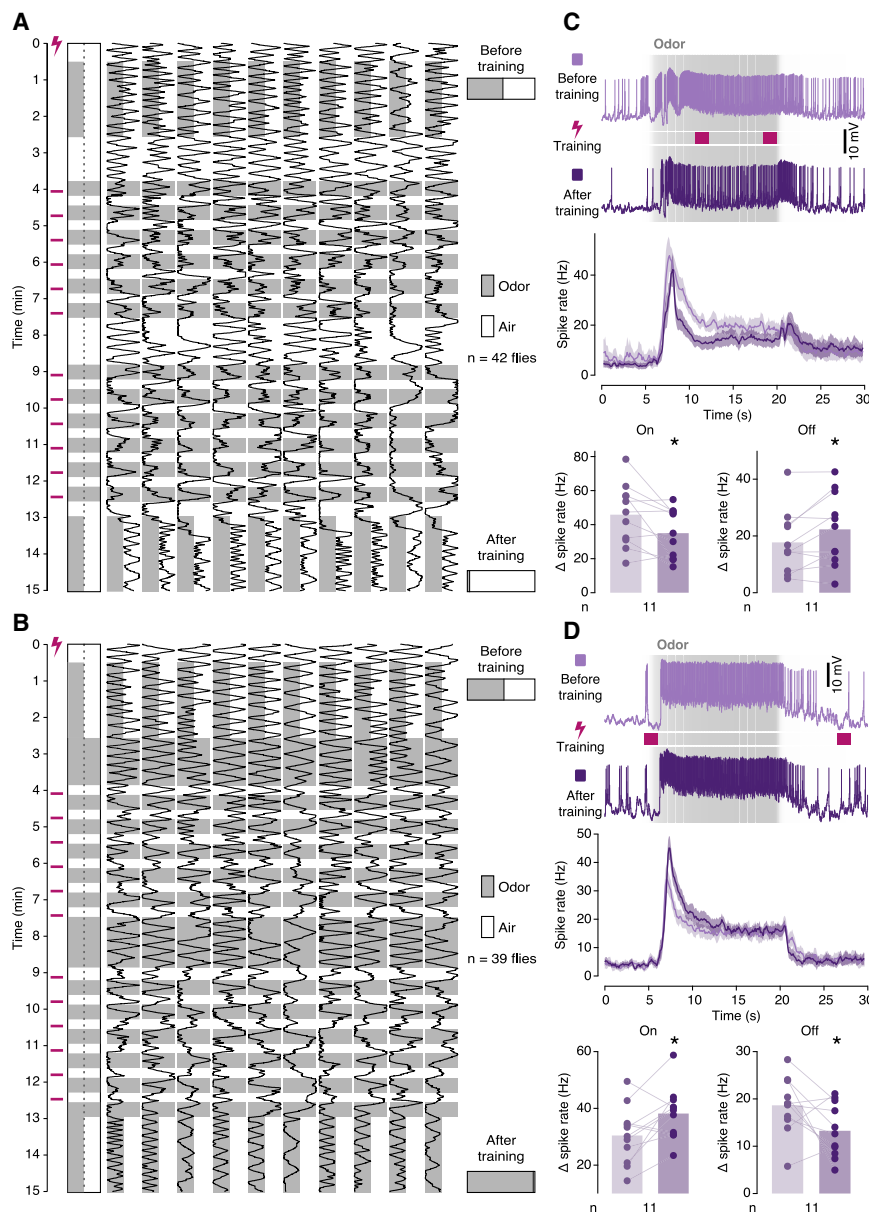 A
0
1
2
3
4
5
6
7
8
9
10
11
12
13
14
15
Time (min)
Before
training
Odor
Air
n = 42 flies
After
training
B
0
1
2
3
4
5
6
7
8
9
10
11
12
13
14
15
Time (min)
Before
training
Odor
Air
n = 39 flies
After
training
C
Odor
Before
training
Training
After
training
10 mV
Spike rate (Hz)
40
20
0
0 5 10 15 20 25 30
Time (s)
On
*
Δ spike rate (Hz)
80
60
40
20
0
n 11
Off
*
Δ spike rate (Hz)
40
20
0
n 11
D
Odor
Before
training
Training
After
training
10 mV
Spike rate (Hz)
50
40
30
20
10
0
0 5 10 15 20 25 30
Time (s)
On
*
Δ spike rate (Hz)
60
40
20
n 11
Off
*
Δ spike rate (Hz)
30
20
10
0
n 11